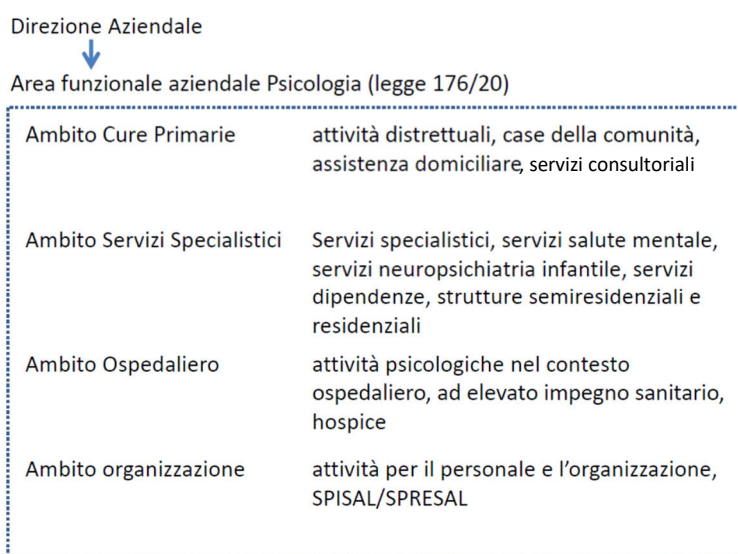 Direzione Aziendale
Area funzionale aziendale Psicologia (legge 176/20)
Ambito Cure Primarie
attività distrettuali, case della comunità,
assistenza domiciliare, servizi consultoriali
Ambito Servizi Specialistici
Servizi specialistici, servizi salute mentale,
servizi neuropsichiatria infantile, servizi
dipendenze, strutture semiresidenziali e
residenziali
Ambito Ospedaliero
attività psicologiche nel contesto
ospedaliero, ad elevato impegno sanitario,
hospice
Ambito organizzazione
attività per il personale e l'organizzazione,
SPISAL/SPRESAL